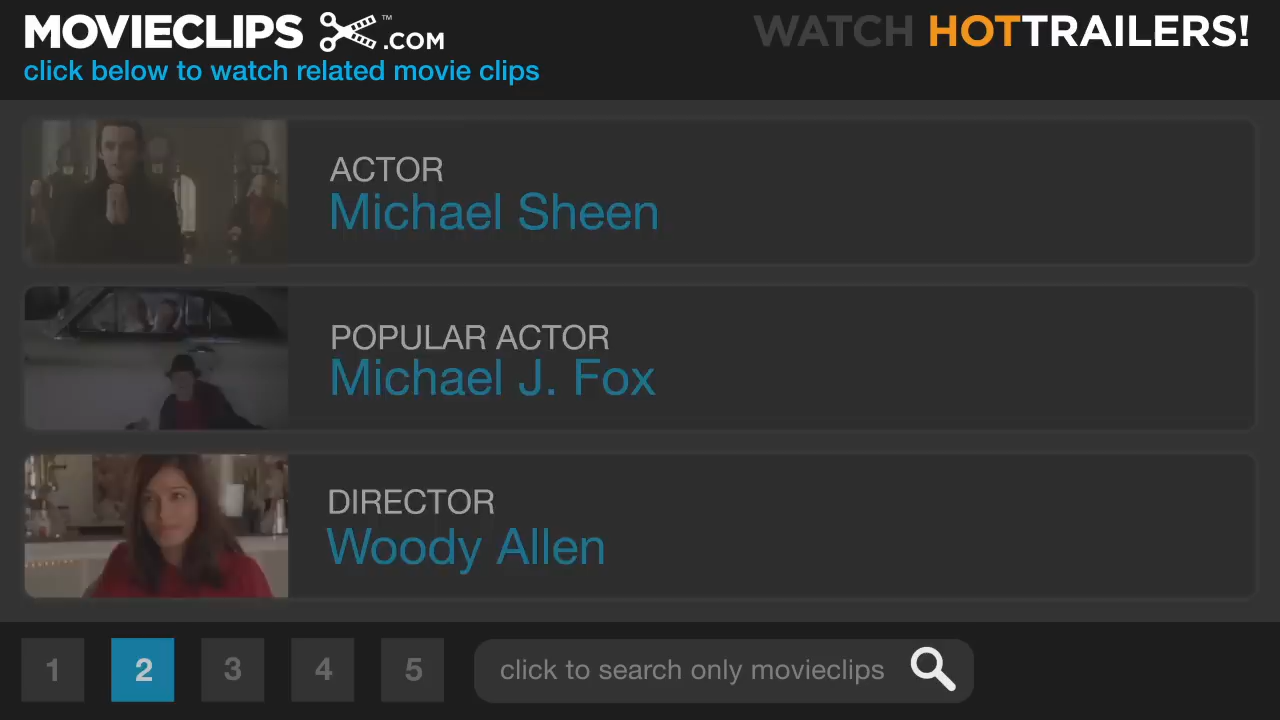 MOVIECLIPS ™ .COM
WATCH HOTTRAILERS!
click below to watch related movie clips
ACTOR
Michael Sheen
POPULAR ACTOR
Michael J. Fox
DIRECTOR
Woody Allen
1 2 3 4 5 click to search only movieclips